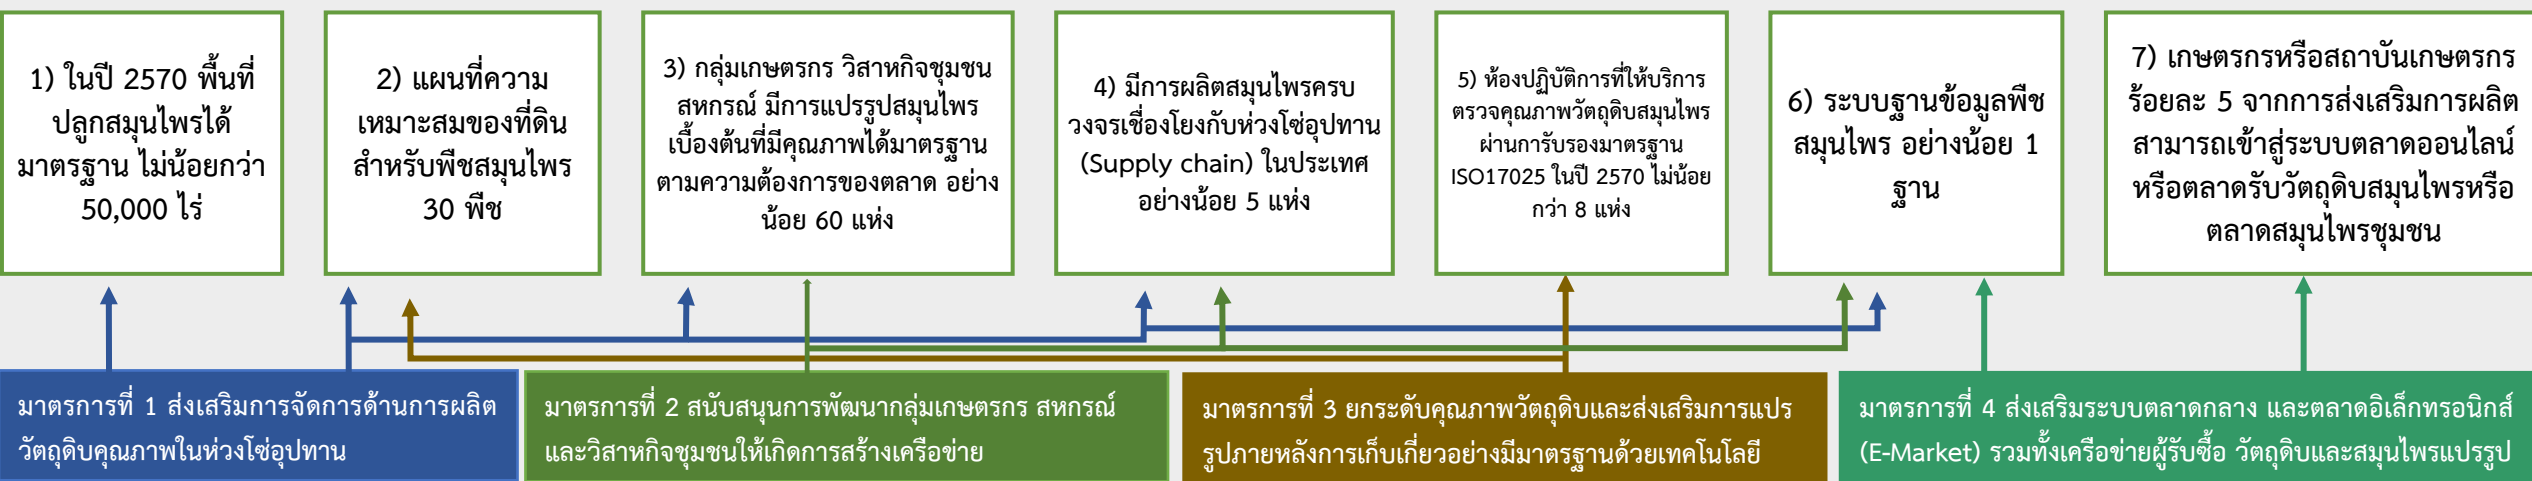 1) ในปี 2570 พื้นที่
ปลูกสมุนไพรได้
มาตรฐาน ไม่น้อยกว่า
50,000 ไร่
2) แผนที่ความ
เหมาะสมของที่ดิน
สำหรับพืชสมุนไพร
30 พืช
3) กลุ่มเกษตรกร วิสาหกิจชุมชน
สหกรณ์ มีการแปรรูปสมุนไพร
เบื้องต้นที่มีคุณภาพได้มาตรฐาน
ตามความต้องการของตลาด อย่าง
น้อย 60 แห่ง
4) มีการผลิตสมุนไพรครบ
วงจรเชื่องโยงกับห่วงโซ่อุปทาน
(Supply chain) ในประเทศ
อย่างน้อย 5 แห่ง
5) ห้องปฏิบัติการที่ให้บริการ
ตรวจคุณภาพวัตถุดิบสมุนไพร
ผ่านการับรองมาตรฐาน
ISO17025 ในปี 2570 ไม่น้อย
กว่า 8 แห่ง
6) ระบบฐานข้อมูลพืช
สมุนไพร อย่างน้อย 1
ฐาน
7) เกษตรกรหรือสถาบันเกษตรกร
ร้อยละ 5 จากการส่งเสริมการผลิต
สามารถเข้าสู่ระบบตลาดออนไลน์
หรือตลาดรับวัตถุดิบสมุนไพรหรือ
ตลาดสมุนไพรชุมชน
มาตรการที่ 1 ส่งเสริมการจัดการด้านการผลิต
วัตถุดิบคุณภาพในห่วงโซ่อุปทาน
มาตรการที่ 2 สนับสนุนการพัฒนากลุ่มเกษตรกร สหกรณ์
และวิสาหกิจชุมชนให้เกิดการสร้างเครือข่าย
มาตรการที่ 3 ยกระดับคุณภาพวัตถุดิบและส่งเสริมการแปร
รูปภายหลังการเก็บเกี่ยวอย่างมีมาตรฐานด้วยเทคโนโลยี
มาตรการที่ 4 ส่งเสริมระบบตลาดกลาง และตลาดอิเล็กทรอนิกส์
(E-Market) รวมทั้งเครือข่ายผู้รับซื้อ วัตถุดิบและสมุนไพรแปรรูป